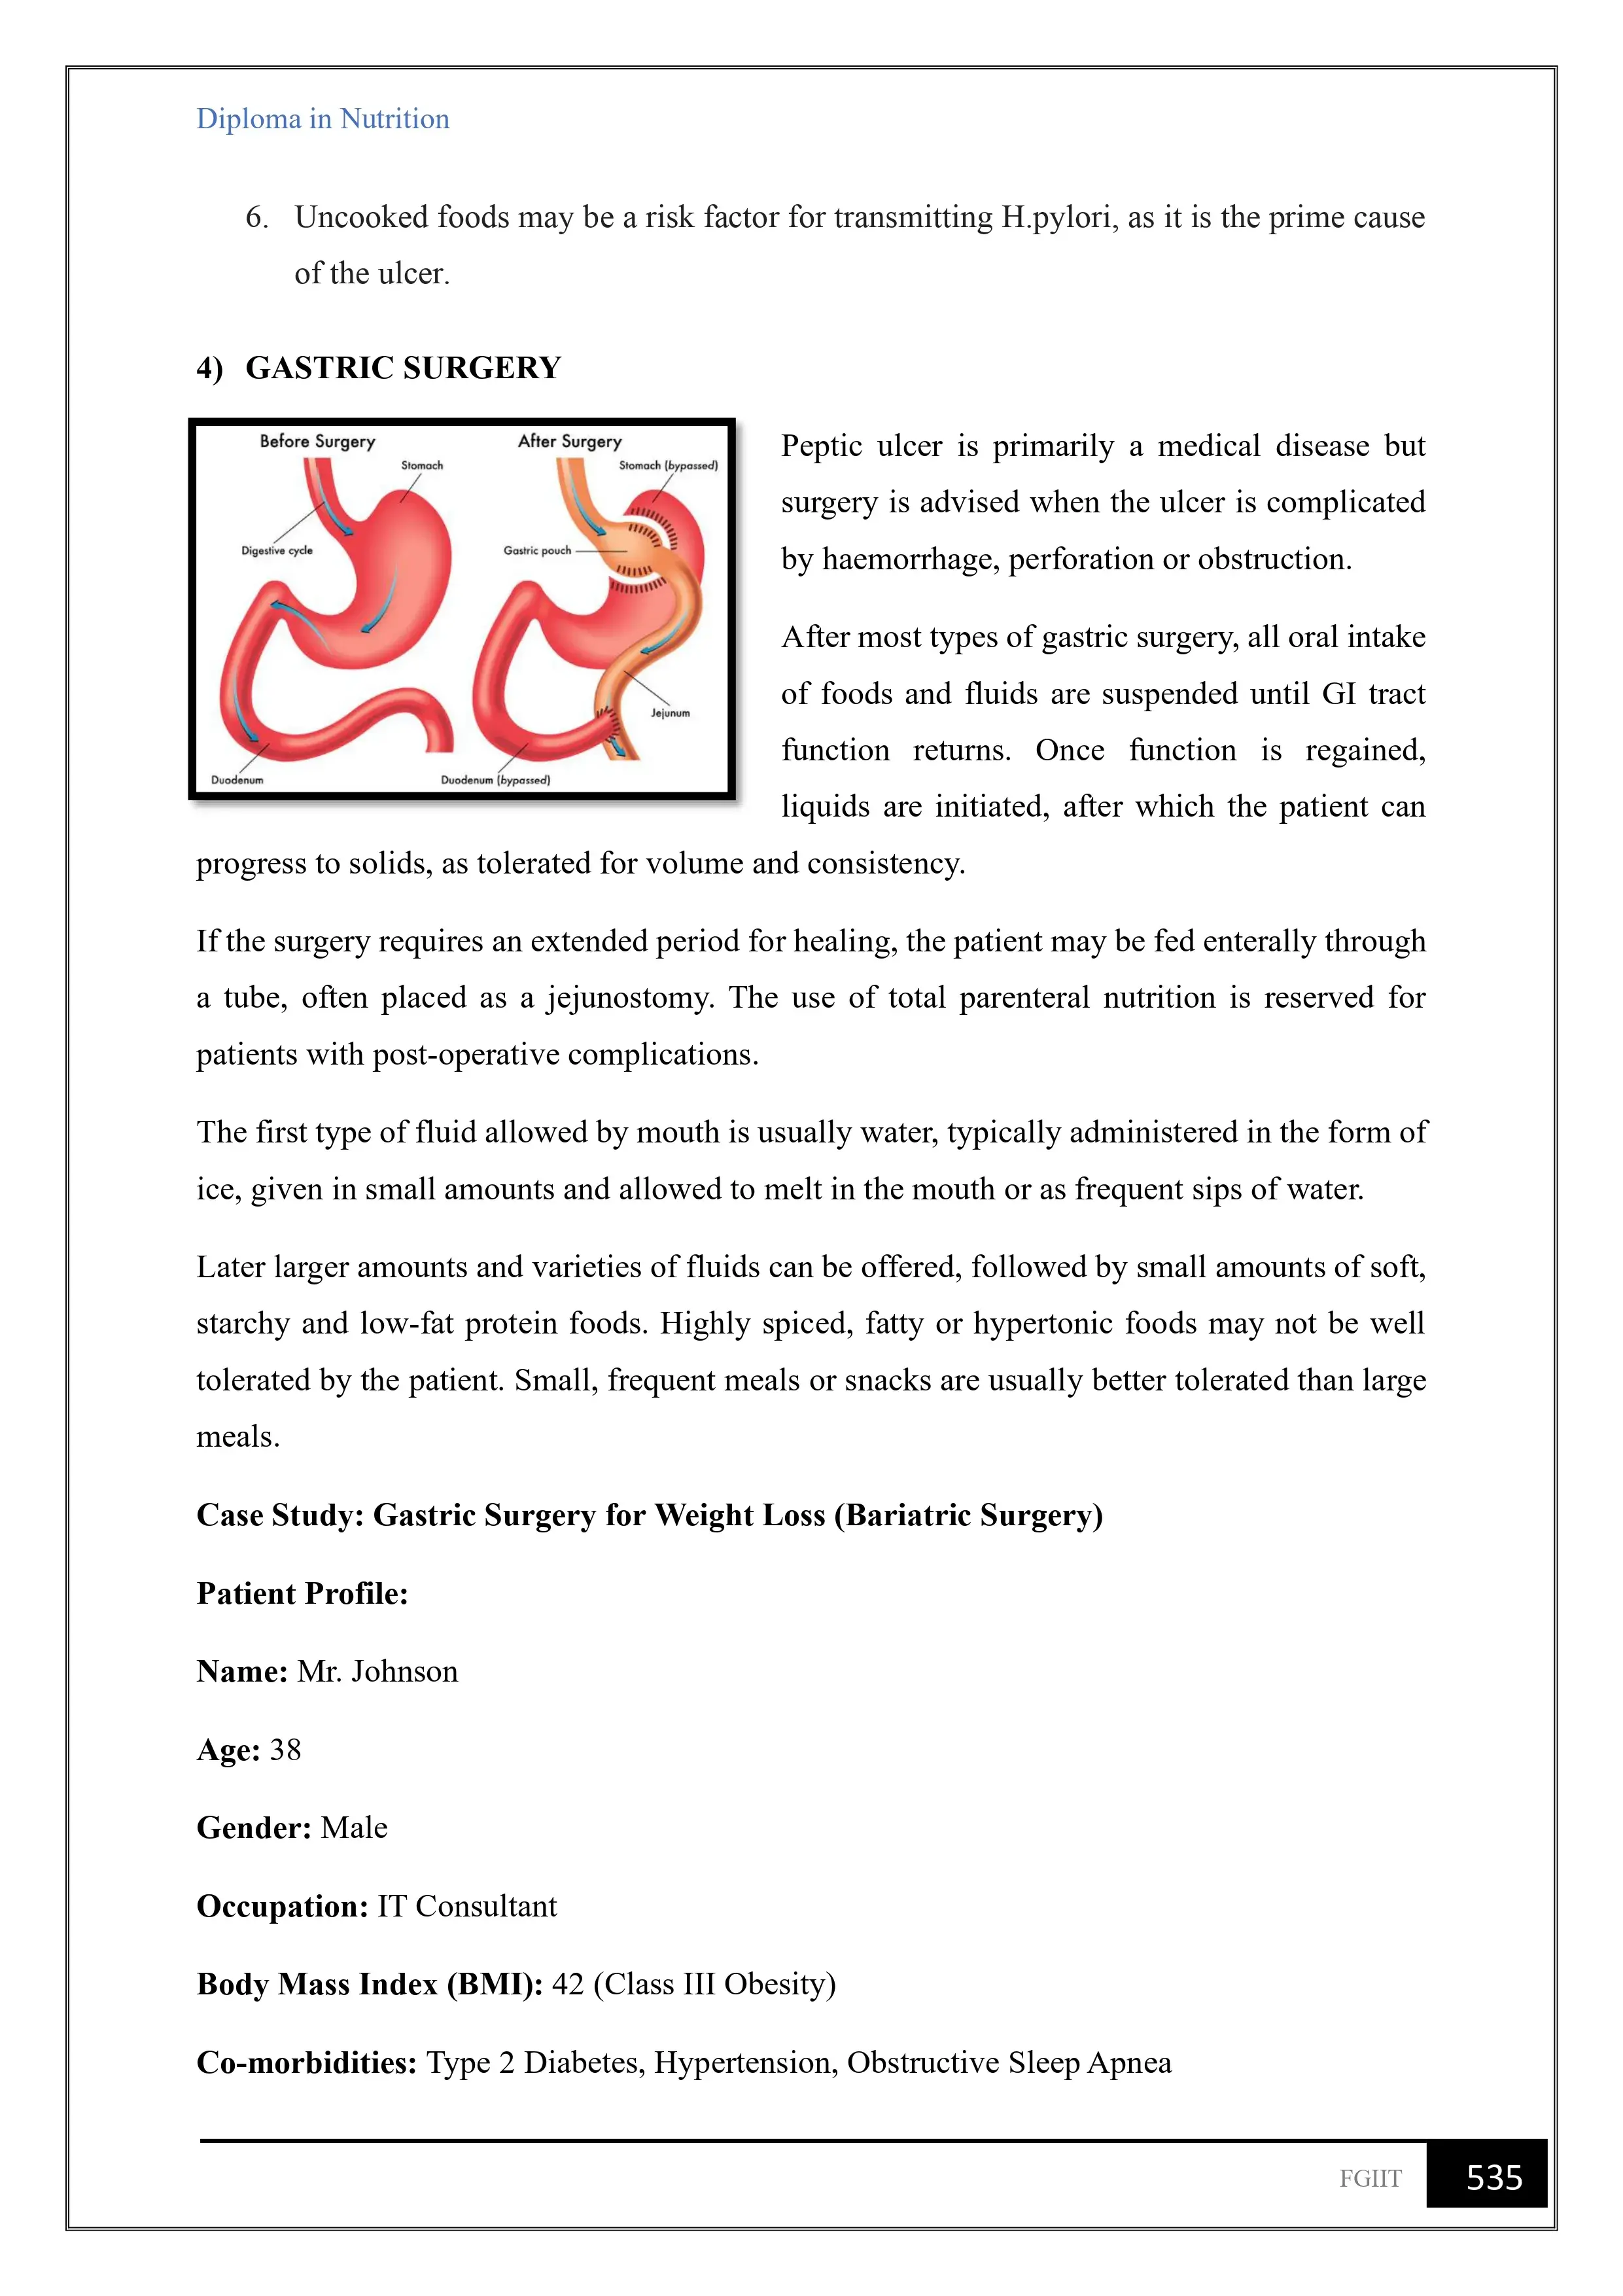 Diploma in Nutrition
6. Uncooked foods may be a risk factor for transmitting H.pylori, as it is the prime cause
of the ulcer.
4) GASTRIC SURGERY
Before Surgery
After Surgery
Stomach
Stomach (bypassed)
Digestive cycle
Gastric pouch
Jejunum
Duodenum
Duodenum (bypassed)
Peptic ulcer is primarily a medical disease but
surgery is advised when the ulcer is complicated
by haemorrhage, perforation or obstruction.
After most types of gastric surgery, all oral intake
of foods and fluids are suspended until GI tract
function returns. Once function is regained,
liquids are initiated, after which the patient can
progress to solids, as tolerated for volume and consistency.
If the surgery requires an extended period for healing, the patient may be fed enterally through
a tube, often placed as a jejunostomy. The use of total parenteral nutrition is reserved for
patients with post-operative complications.
The first type of fluid allowed by mouth is usually water, typically administered in the form of
ice, given in small amounts and allowed to melt in the mouth or as frequent sips of water.
Later larger amounts and varieties of fluids can be offered, followed by small amounts of soft,
starchy and low-fat protein foods. Highly spiced, fatty or hypertonic foods may not be well
tolerated by the patient. Small, frequent meals or snacks are usually better tolerated than large
meals.
Case Study: Gastric Surgery for Weight Loss (Bariatric Surgery)
Patient Profile:
Name: Mr. Johnson
Age: 38
Gender: Male
Occupation: IT Consultant
Body Mass Index (BMI): 42 (Class III Obesity)
Co-morbidities: Type 2 Diabetes, Hypertension, Obstructive Sleep Apnea
FGIIT
535